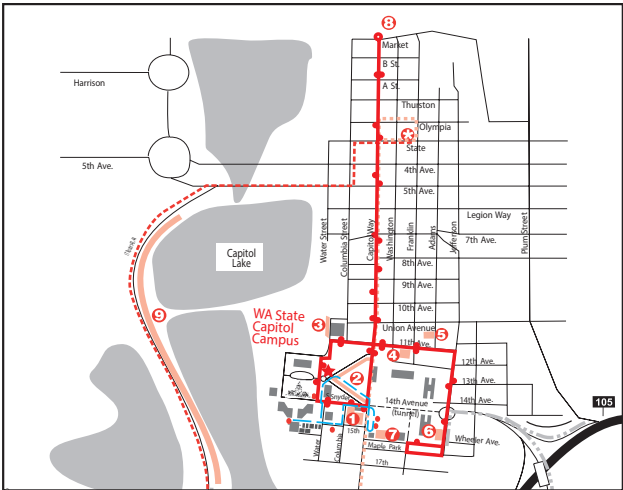 8
Market
B St.
A St.
Thurston
Olympia
State
Harrison
5th Ave.
4th Ave.
5th Ave.
Legion Way
7th Ave.
8th Ave.
9th Ave.
10th Ave.
Union Avenue
11th Ave.
12th Ave.
13th Ave.
14th Ave.
Water Street
Columbia Street
Capitol Way
Washington
Franklin
Adams
Jefferson
Plum Street
Capitol
Lake
WA State
Capitol
Campus
9
3
5
4
2
Snyder
14th Avenue
(tunnel)
1
7
6
15th
Maple Park
17th
Wheeler Ave.
Water
Columbia
105